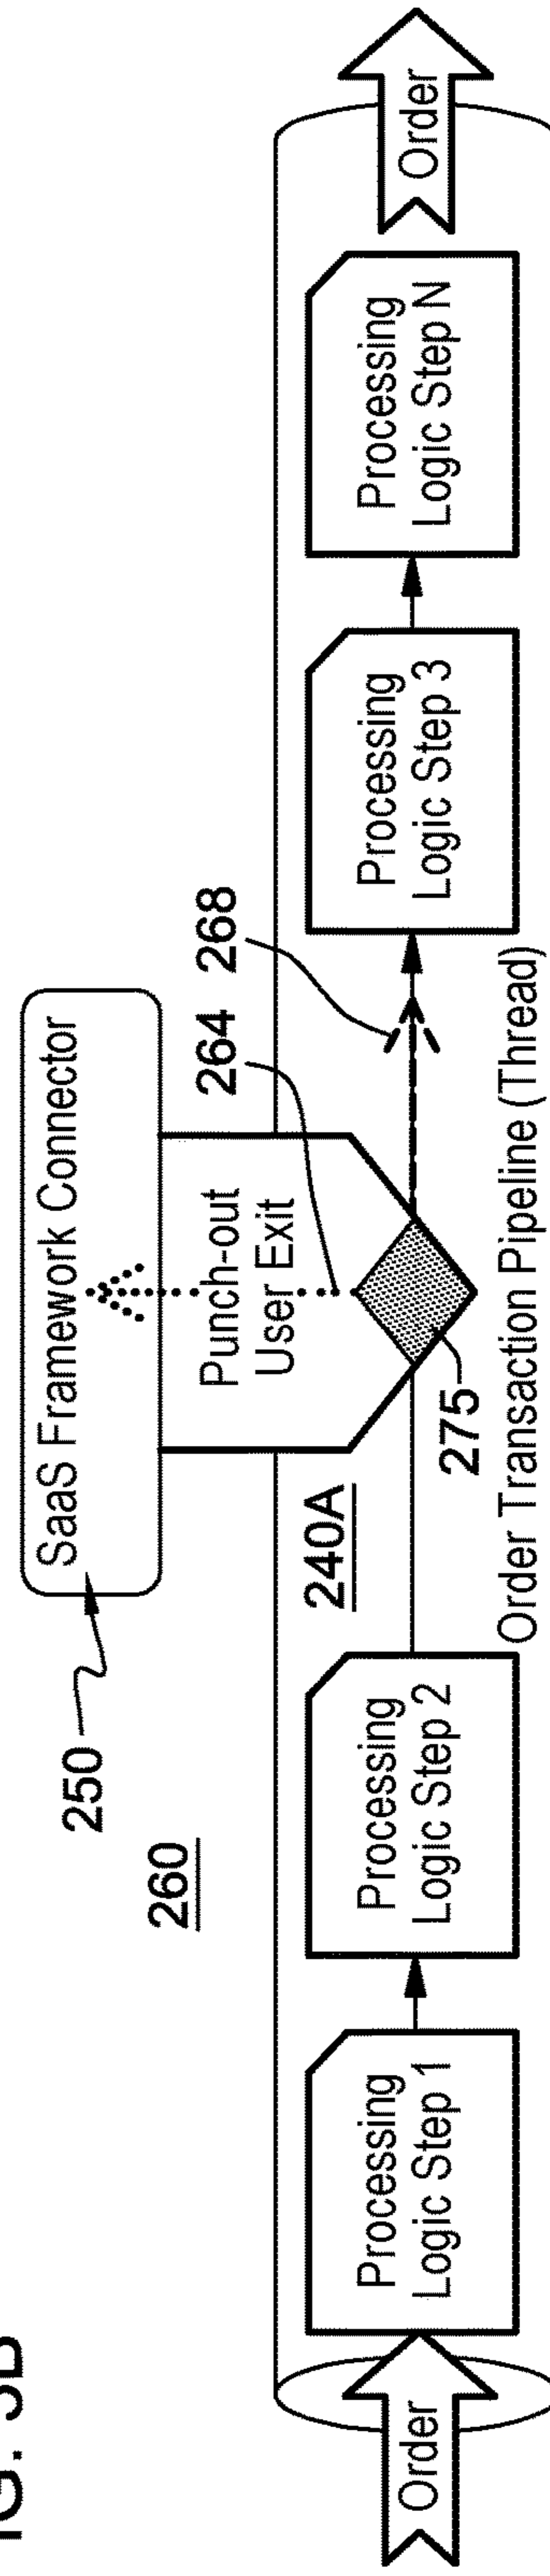 IG. 3B
260
250
SaaS Framework Connector
264
268
Punch-out
User Exit
240A
275
Order
Processing
Logic Step 1
Processing
Logic Step 2
Processing
Logic Step 3
Processing
Logic Step N
Order
Order Transaction Pipeline (Thread)